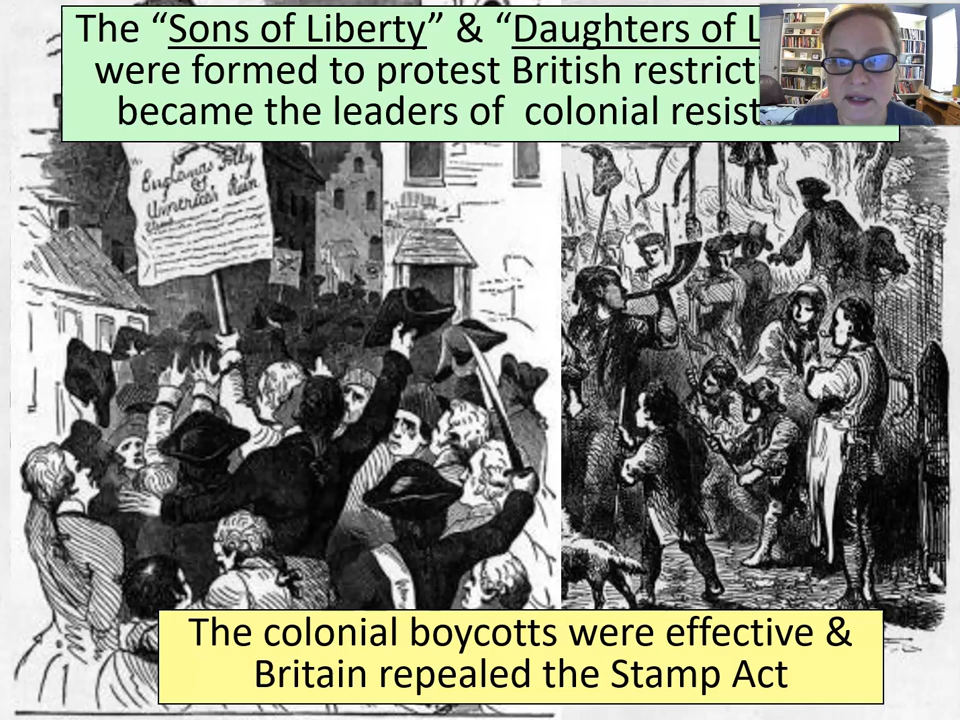 The “Sons of Liberty” & “Daughters of L
were formed to protest British restricti
became the leaders of colonial resist
England's Folly
&
America's Ruin
The colonial boycotts were effective &
Britain repealed the Stamp Act